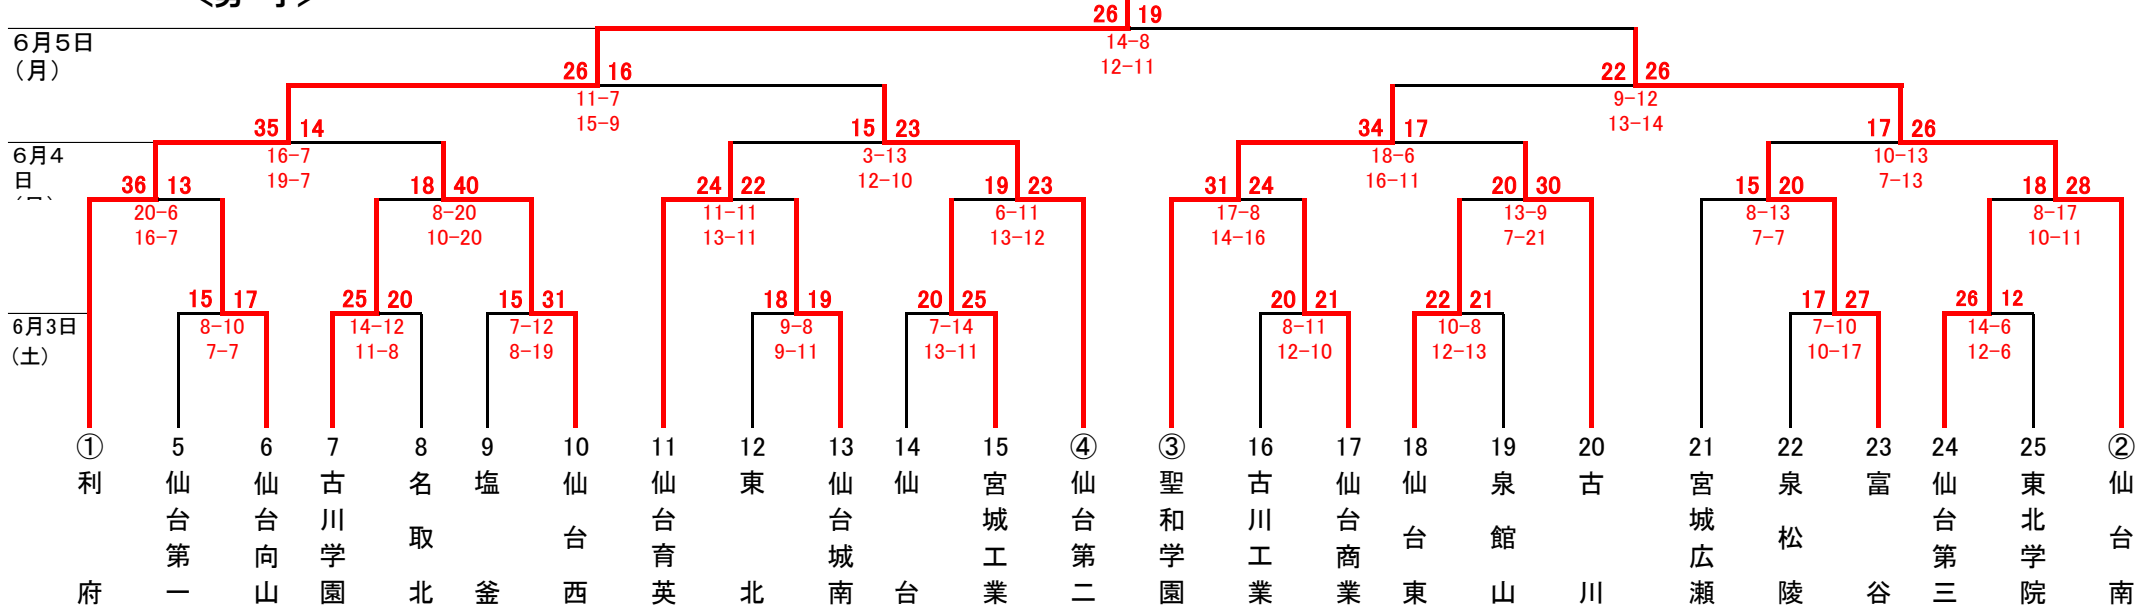 26 19
6月5日
(月)
14-8
12-11
26 16
22 26
11-7
15-9
9-12
13-14
35 14
15 23
34 17
17 26
6月4
日
16-7
19-7
3-13
12-10
18-6
16-11
10-13
7-13
36 13
18 40
24 22
19 23
31 24
20 30
15 20
18 28
20-6
16-7
8-20
10-20
11-11
13-11
6-11
13-12
17-8
14-16
13-9
7-21
8-13
7-7
8-17
10-11
6月3日
(土)
15 17
25 20
15 31
18 19
20 25
20 21
22 21
17 27
26 12
8-10
7-7
14-12
11-8
7-12
8-19
9-8
9-11
7-14
13-11
8-11
12-10
10-8
12-13
7-10
10-17
14-6
12-6
① 利府
5 仙台第一
6 仙台向山
7 古川学園
8 名取北
9 塩釜
10 仙台西
11 仙台育英
12 東北
13 仙台城南
14 仙台
15 宮城工業
④ 仙台第二
③ 聖和学園
16 古川工業
17 仙台商業
18 仙台東
19 泉館山
20 古川
21 宮城広瀬
22 泉松陵
23 富谷
24 仙台第三
25 東北学院
② 仙台南